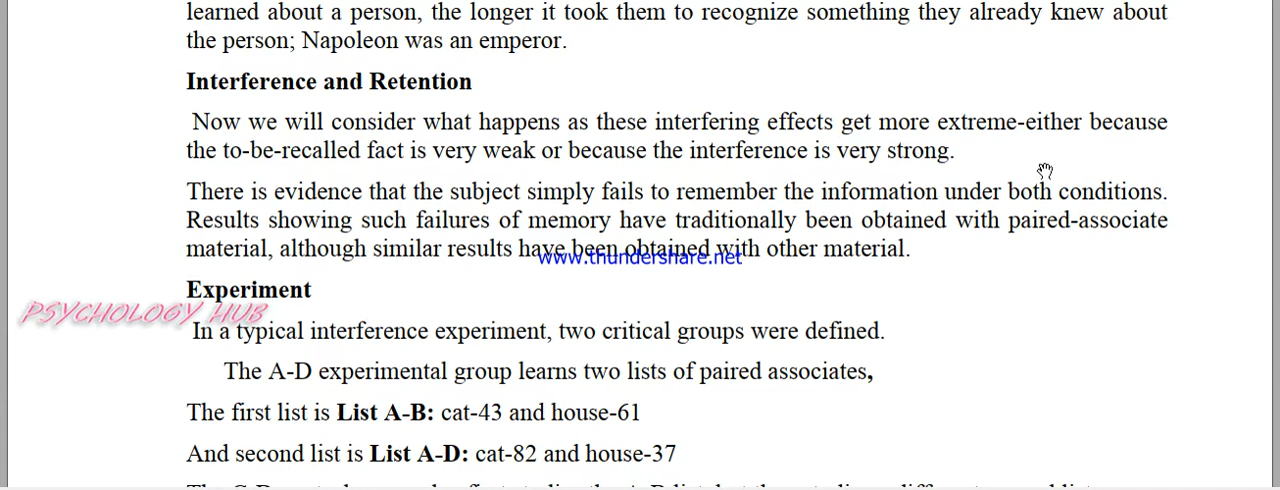 learned about a person, the longer it took them to recognize something they already knew about
the person; Napoleon was an emperor.
Interference and Retention
Now we will consider what happens as these interfering effects get more extreme-either because
the to-be-recalled fact is very weak or because the interference is very strong.
There is evidence that the subject simply fails to remember the information under both conditions.
Results showing such failures of memory have traditionally been obtained with paired-associate
material, although similar results have been obtained with other material.
www.thundershare.net
Experiment
PSYCHOLOGY HUB
In a typical interference experiment, two critical groups were defined.
The A-D experimental group learns two lists of paired associates,
The first list is List A-B: cat-43 and house-61
And second list is List A-D: cat-82 and house-37